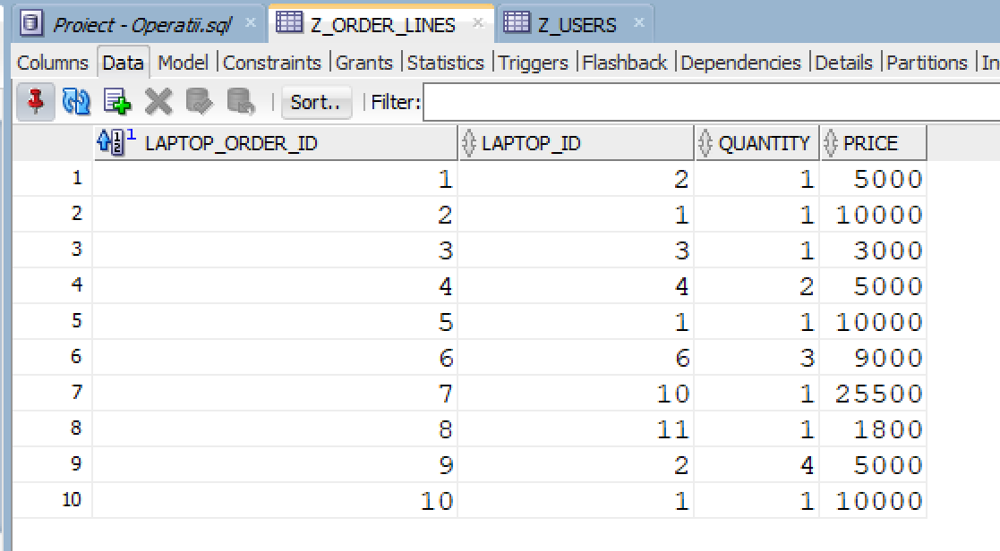 Proiect - Operatii.sql Z_ORDER_LINES Z_USERS
Columns Data Model Constraints Grants Statistics Triggers Flashback Dependencies Details Partitions In
Sort.. Filter:
1 LAPTOP_ORDER_ID LAPTOP_ID QUANTITY PRICE
1 1 2 1 5000
2 2 1 1 10000
3 3 3 1 3000
4 4 4 2 5000
5 5 1 1 10000
6 6 6 3 9000
7 7 10 1 25500
8 8 11 1 1800
9 9 2 4 5000
10 10 1 1 10000